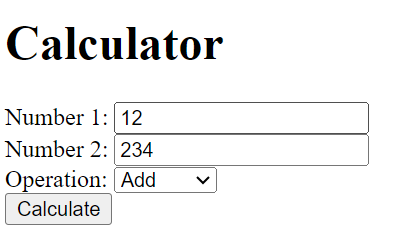 Calculator
Number 1: 12
Number 2: 234
Operation: Add
Calculate